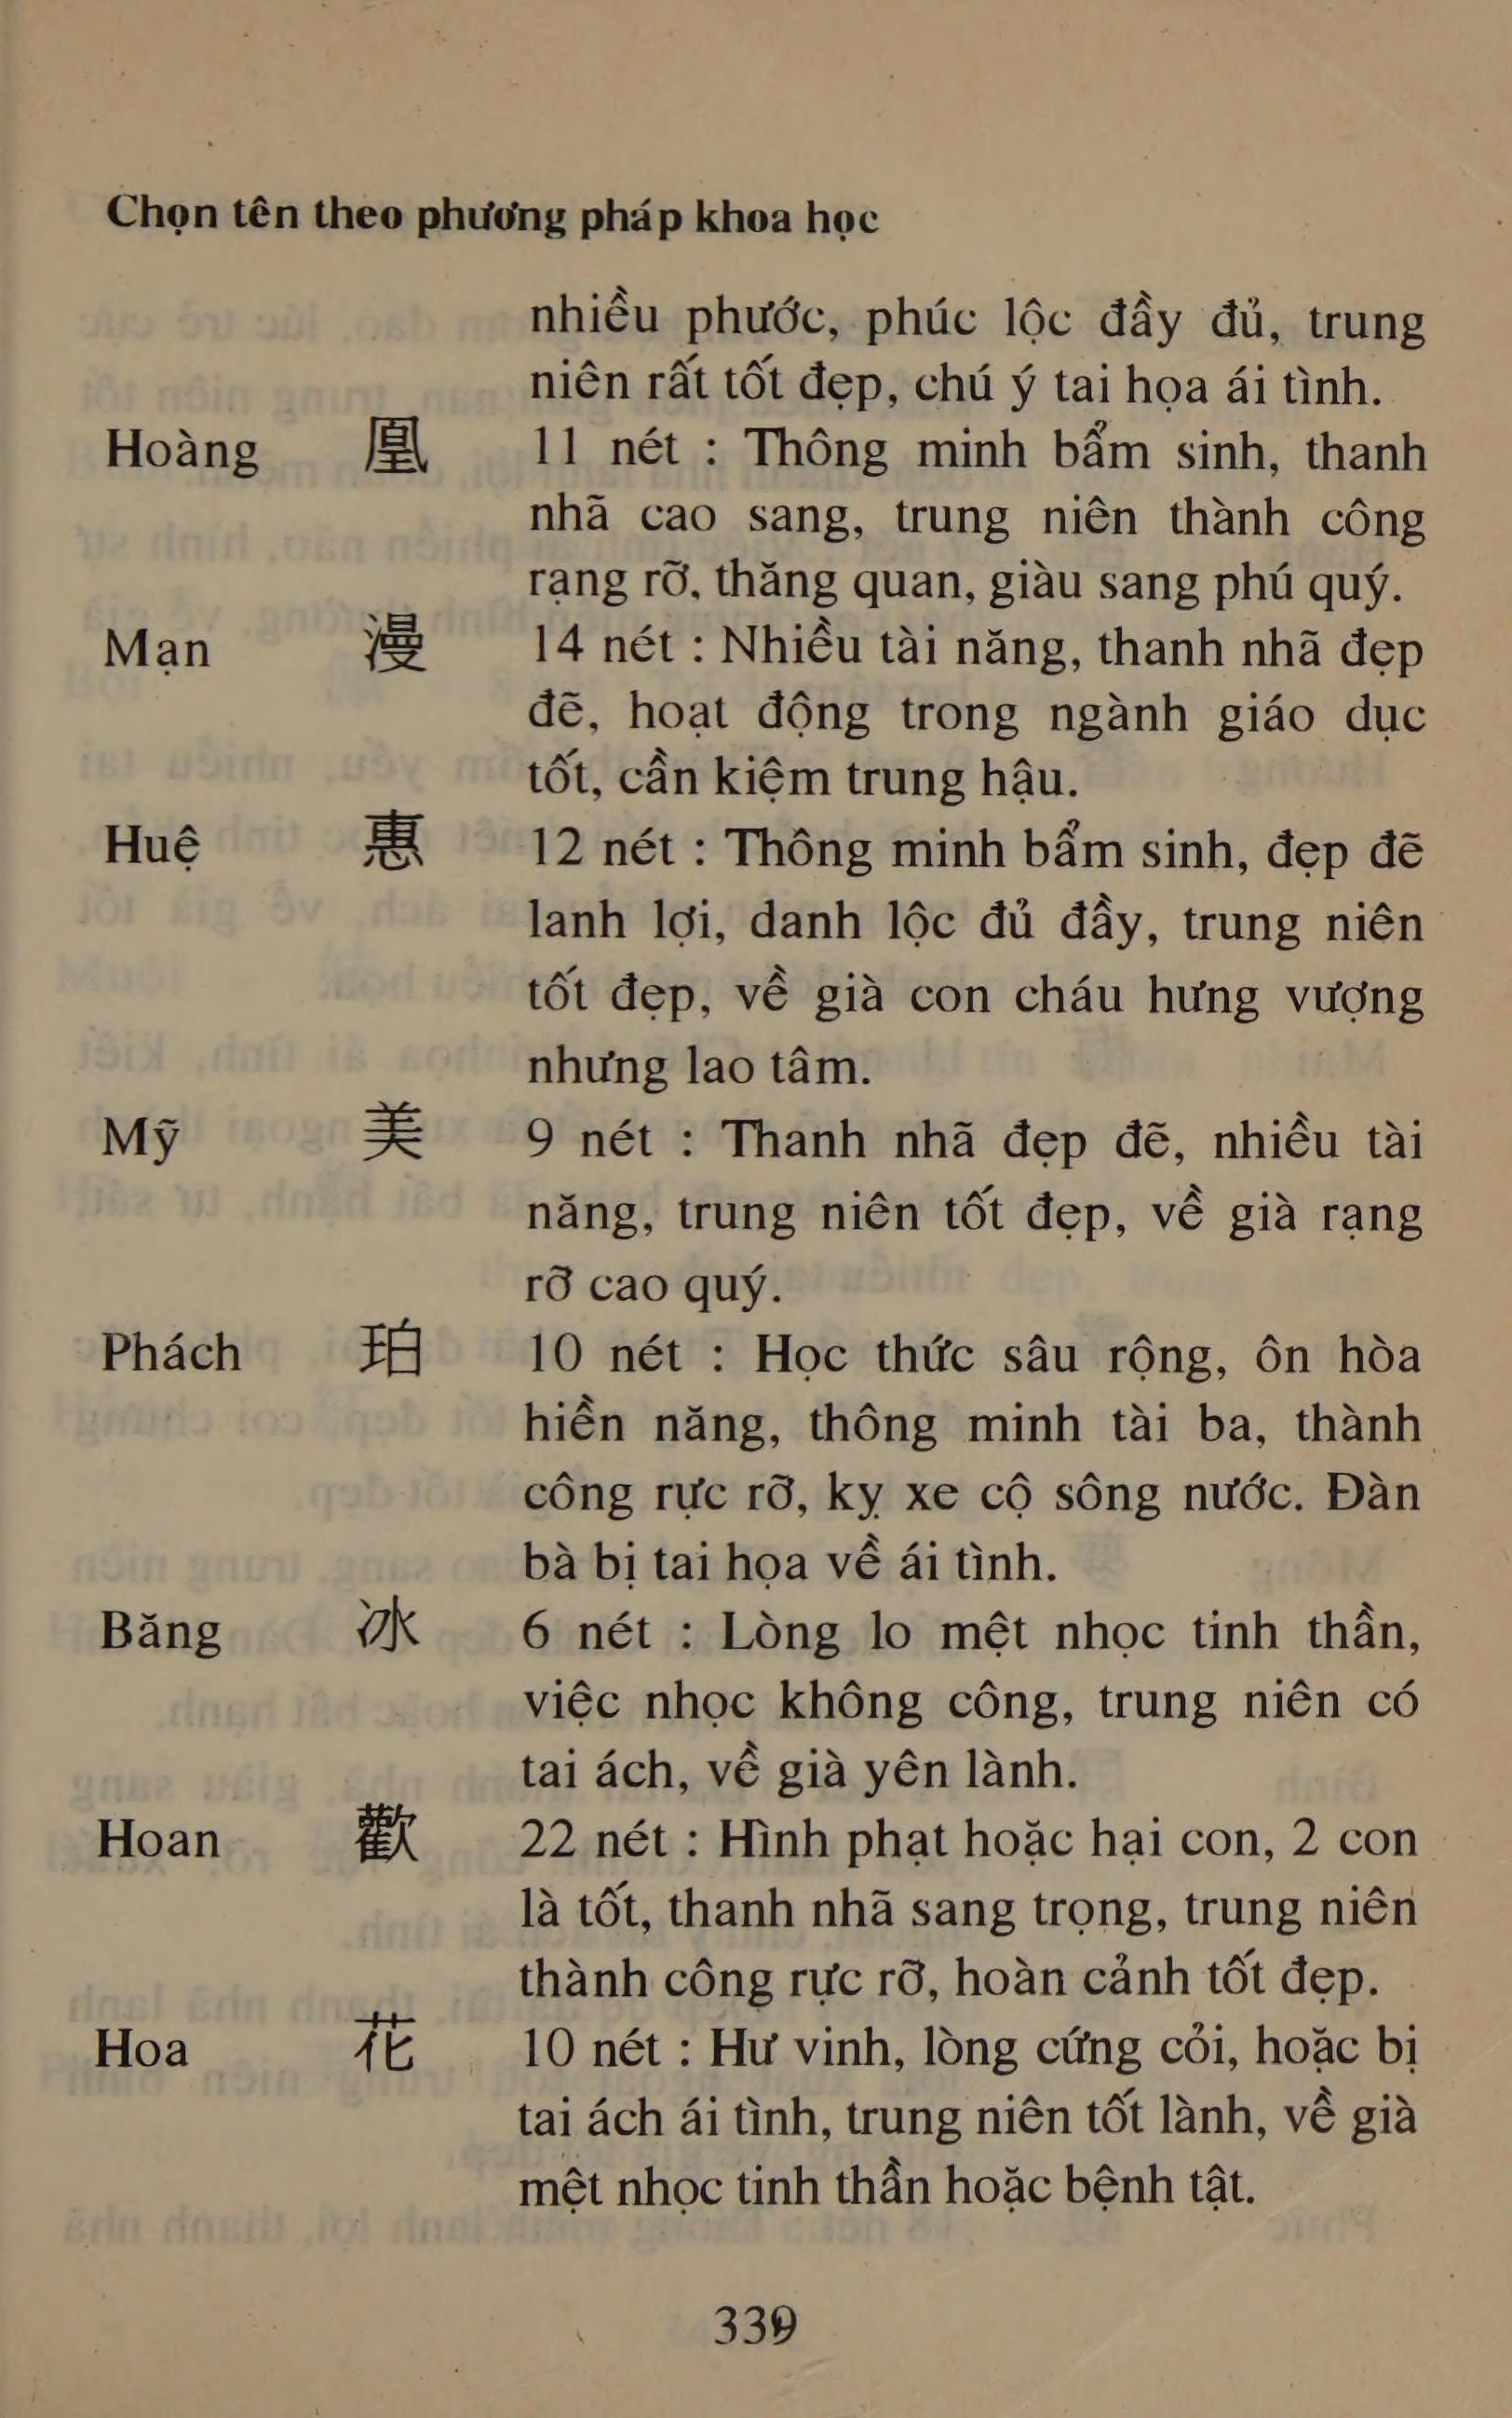 Chọn tên theo phương pháp khoa học
nhiều phước, phúc lộc đầy đủ, trung
niên rất tốt đẹp, chú ý tai họa ái tình.
Hoàng 凰 11 nét : Thông minh bẩm sinh, thanh
nhã cao sang, trung niên thành công
rạng rỡ, thăng quan, giàu sang phú quý.
Mạn 漫 14 nét : Nhiều tài năng, thanh nhã đẹp
đẽ, hoạt động trong ngành giáo dục
tốt, cần kiệm trung hậu.
Huệ 惠 12 nét : Thông minh bẩm sinh, đẹp đẽ
lanh lợi, danh lộc đủ đầy, trung niên
tốt đẹp, về già con cháu hưng vượng
nhưng lao tâm.
Mỹ 美 9 nét : Thanh nhã đẹp đẽ, nhiều tài
năng, trung niên tốt đẹp, về già rạng
rỡ cao quý.
Phách 珀 10 nét : Học thức sâu rộng, ôn hòa
hiền năng, thông minh tài ba, thành
công rực rỡ, kỵ xe cộ sông nước. Đàn
bà bị tai họa về ái tình.
Băng 冰 6 nét : Lòng lo mệt nhọc tinh thần,
việc nhọc không công, trung niên có
tai ách, về già yên lành.
Hoan 歡 22 nét : Hình phạt hoặc hại con, 2 con
là tốt, thanh nhã sang trọng, trung niên
thành công rực rỡ, hoàn cảnh tốt đẹp.
Hoa 花 10 nét : Hư vinh, lòng cứng cỏi, hoặc bị
tai ách ái tình, trung niên tốt lành, về già
mệt nhọc tinh thần hoặc bệnh tật.
339